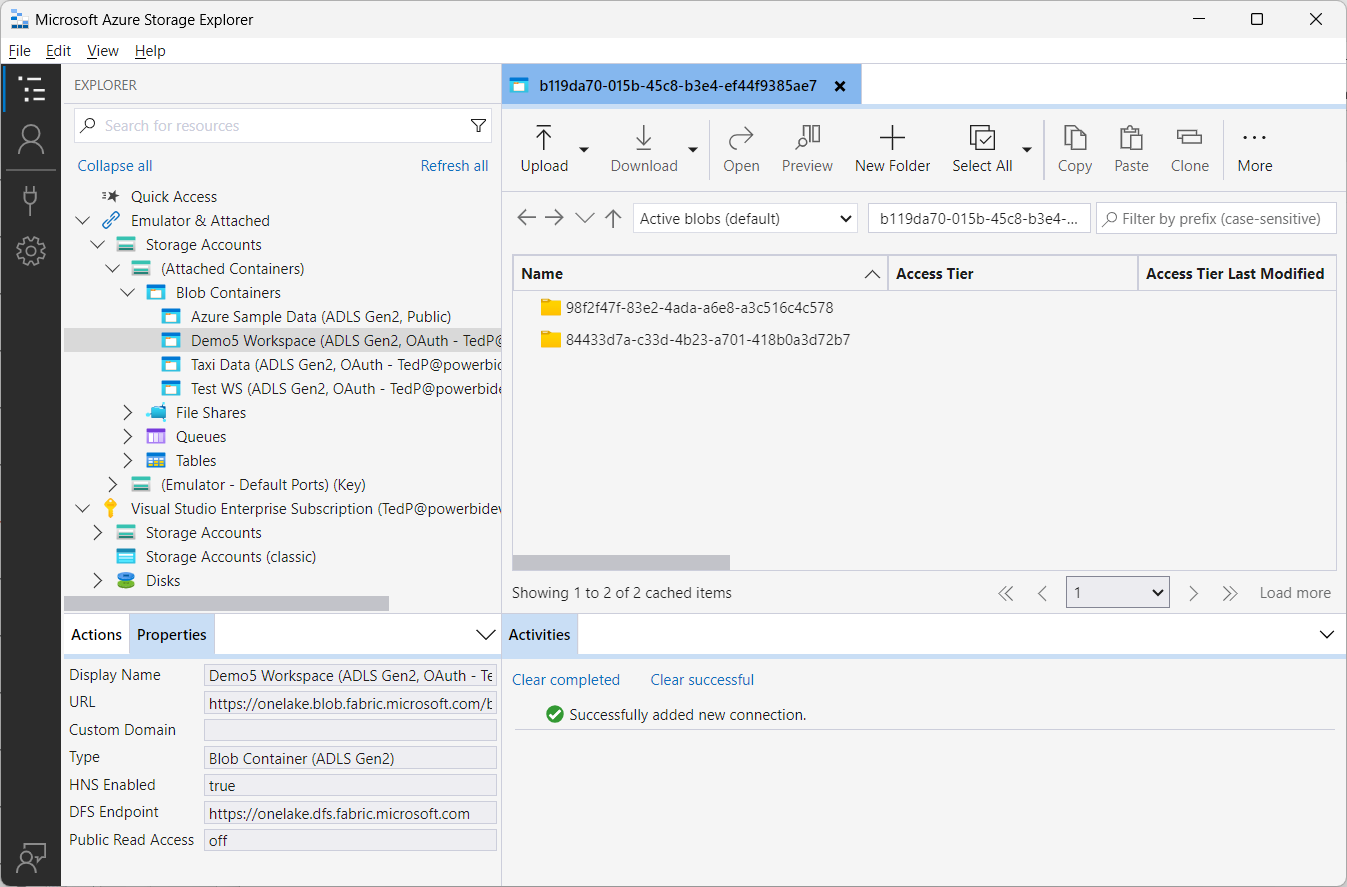 Microsoft Azure Storage Explorer
File Edit View Help
EXPLORER
Search for resources
Collapse all Refresh all
Quick Access
Emulator & Attached
Storage Accounts
(Attached Containers)
Blob Containers
Azure Sample Data (ADLS Gen2, Public)
Demo5 Workspace (ADLS Gen2, OAuth - TedP@
Taxi Data (ADLS Gen2, OAuth - TedP@powerbid
Test WS (ADLS Gen2, OAuth - TedP@powerbide
File Shares
Queues
Tables
(Emulator - Default Ports) (Key)
Visual Studio Enterprise Subscription (TedP@powerbidev
Storage Accounts
Storage Accounts (classic)
Disks
Actions Properties
Display Name Demo5 Workspace (ADLS Gen2, OAuth - Te
URL https://onelake.blob.fabric.microsoft.com/b
Custom Domain
Type Blob Container (ADLS Gen2)
HNS Enabled true
DFS Endpoint https://onelake.dfs.fabric.microsoft.com
Public Read Access off
b119da70-015b-45c8-b3e4-ef44f9385ae7
Upload Download Open Preview New Folder Select All Copy Paste Clone More
Active blobs (default) b119da70-015b-45c8-b3e4-... Filter by prefix (case-sensitive)
Name Access Tier Access Tier Last Modified
98f2f47f-83e2-4ada-a6e8-a3c516c4c578
84433d7a-c33d-4b23-a701-418b0a3d72b7
Showing 1 to 2 of 2 cached items 1 Load more
Activities
Clear completed Clear successful
Successfully added new connection.